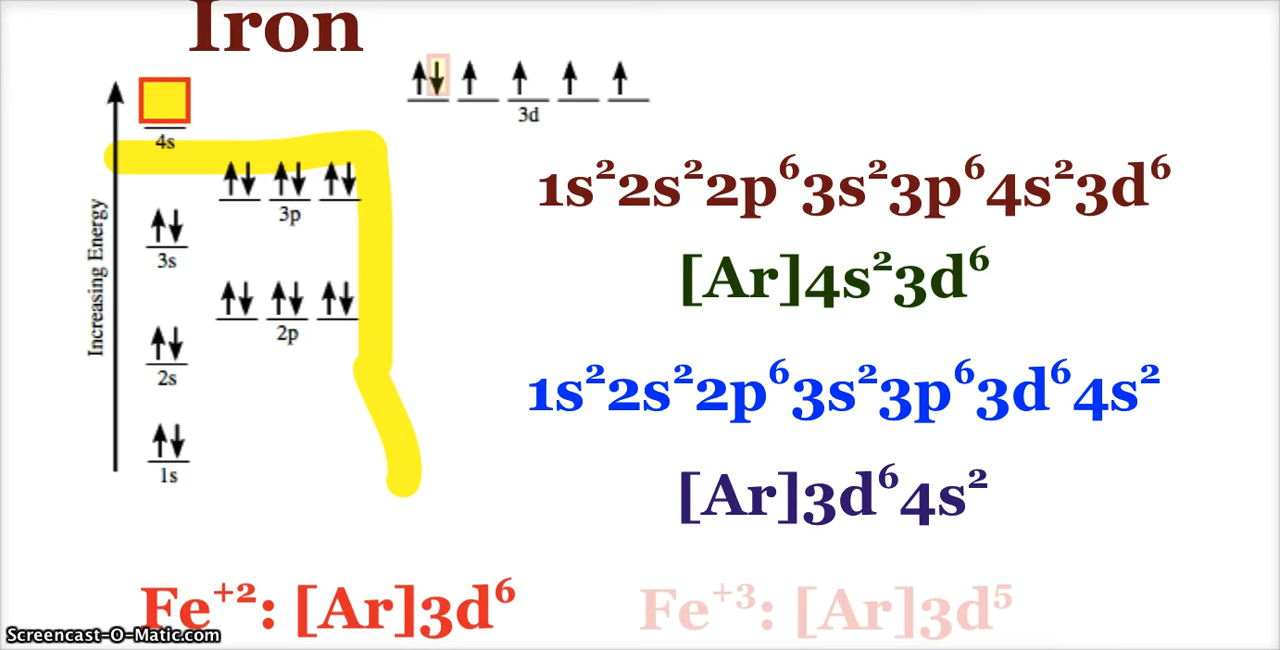 Iron
4s
3d
3p
1s²2s²2p⁶3s²3p⁶4s²3d⁶
3s
[Ar]4s²3d⁶
Increasing Energy
2p
2s
1s²2s²2p⁶3s²3p⁶3d⁶4s²
1s
[Ar]3d⁶4s²
Fe⁺²: [Ar]3d⁶
Fe⁺³: [Ar]3d⁵
Screencast-O-Matic.com